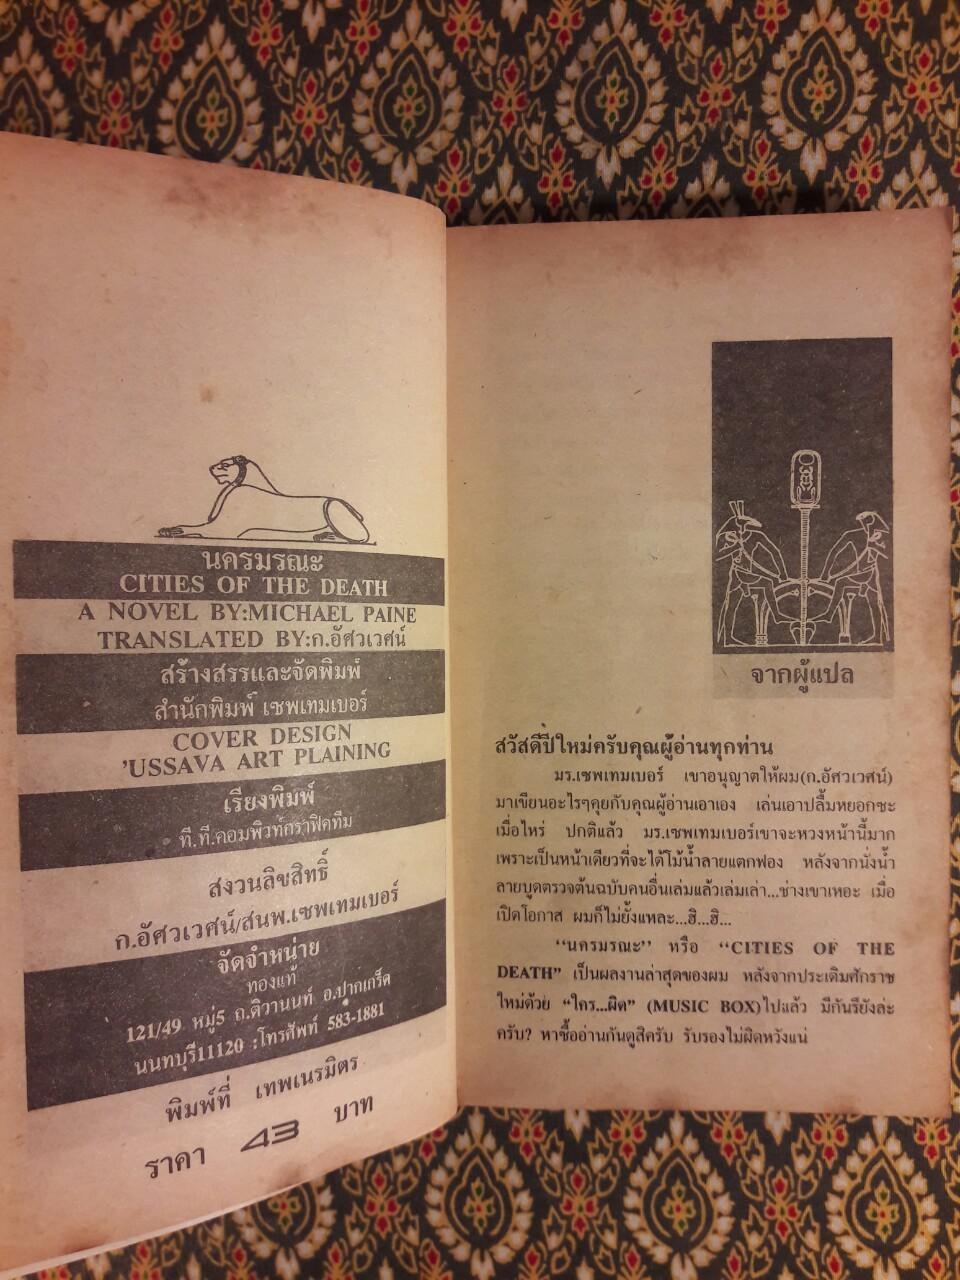 นครมรณะ
CITIES OF THE DEATH
A NOVEL BY:MICHAEL PAINE
TRANSLATED BY:ก.อัศวเวศน์
สร้างสรรและจัดพิมพ์
สำนักพิมพ์ เซพเทมเบอร์
COVER DESIGN
'USSAVA ART PLAINING
เรียงพิมพ์
ที.ที.คอมพิวท์กราฟิคทีม
สงวนลิขสิทธิ์
ก.อัศวเวศน์/สนพ.เซพเทมเบอร์
จัดจำหน่าย
ทองแท้
121/49 หมู่5 ถ.ติวานนท์ อ.ปากเกร็ด
นนทบุรี11120 :โทรศัพท์ 583-1881
พิมพ์ที่ เทพเนรมิตร
ราคา 43 บาท
จากผู้แปล
สวัสดีปีใหม่ครับคุณผู้อ่านทุกท่าน
มร.เซพเทมเบอร์ เขาอนุญาตให้ผม(ก.อัศวเวศน์)
มาเขียนอะไรๆคุยกับคุณผู้อ่านเอาเอง เล่นเอาปลื้มหยอกซะ
เมื่อไหร่ ปกติแล้ว มร.เซพเทมเบอร์เขาจะหวงหน้านี้มาก
เพราะเป็นหน้าเดียวที่จะได้โม้น้ำลายแตกฟอง หลังจากนั่งน้ำ
ลายบูดตรวจต้นฉบับคนอื่นเล่มแล้วเล่มเล่า...ช่างเขาเหอะ เมื่อ
เปิดโอกาส ผมก็ไม่ยั้งแหละ...ฮิ...ฮิ...
“นครมรณะ” หรือ “CITIES OF THE
DEATH” เป็นผลงานล่าสุดของผม หลังจากประเดิมศักราช
ใหม่ด้วย “ใคร...ผิด” (MUSIC BOX)ไปแล้ว มีกันรึยังล่ะ
ครับ? หาซื้ออ่านกันดูสิครับ รับรองไม่ผิดหวังแน่